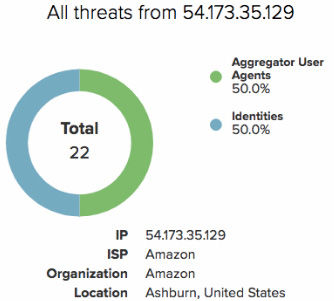 All threats from 54.173.35.129
Aggregator User
Agents
50.0%
Identities
50.0%
Total
22
IP 54.173.35.129
ISP Amazon
Organization Amazon
Location Ashburn, United States